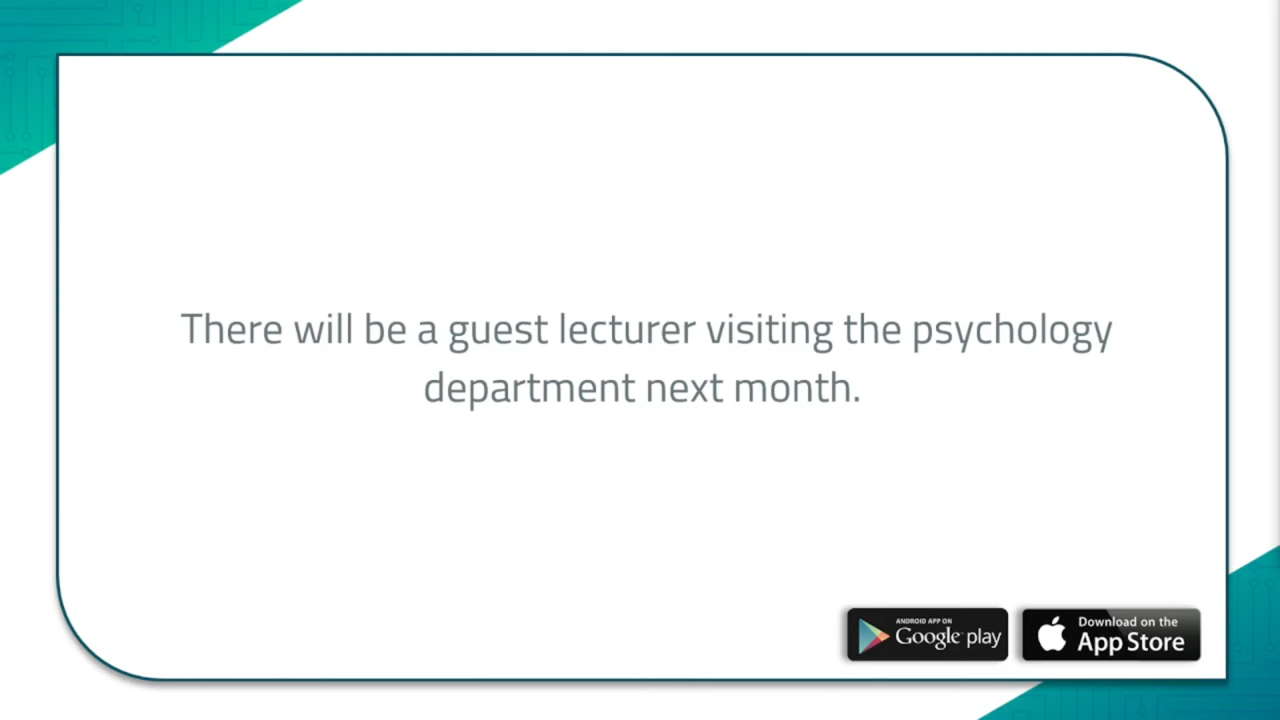 There will be a guest lecturer visiting the psychology
department next month.
ANDROID APP ON
Google play
Download on the
App Store